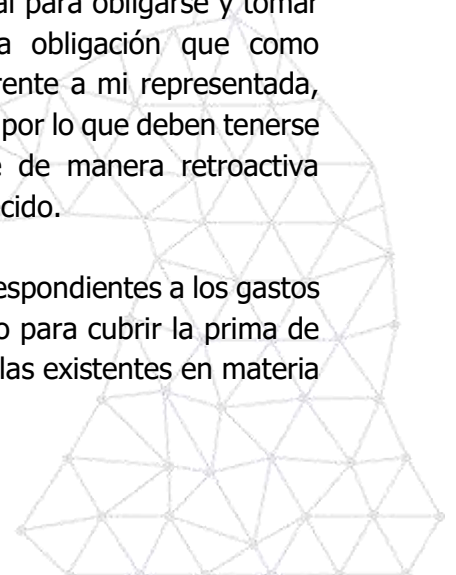 al para obligarse y tomar
a obligación que como
rente a mi representada,
por lo que deben tenerse
e de manera retroactiva
cido.
espondientes a los gastos
o para cubrir la prima de
las existentes en materia